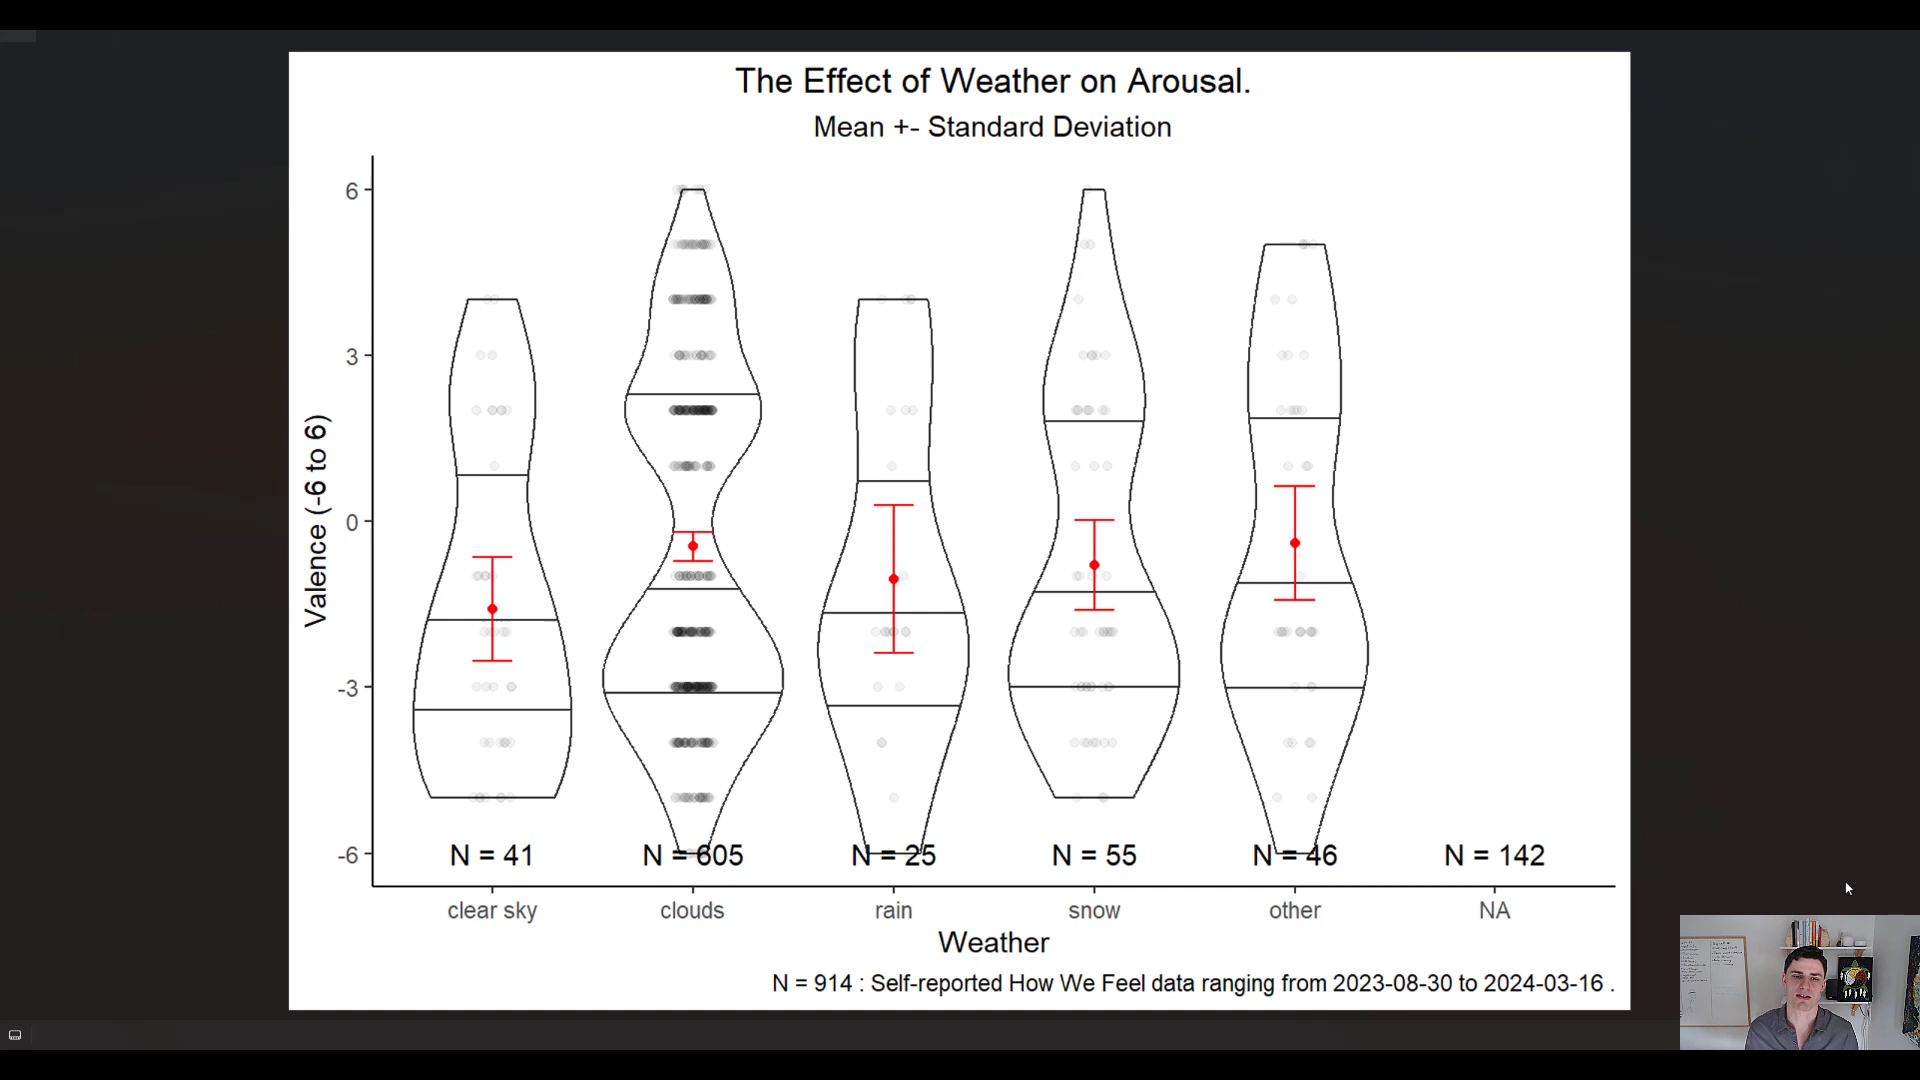 The Effect of Weather on Arousal.
Mean +- Standard Deviation
Valence (-6 to 6)
6
3
0
-3
-6
N = 41 N = 605 N = 25 N = 55 N = 46 N = 142
clear sky clouds rain snow other NA
Weather
N = 914 : Self-reported How We Feel data ranging from 2023-08-30 to 2024-03-16 .